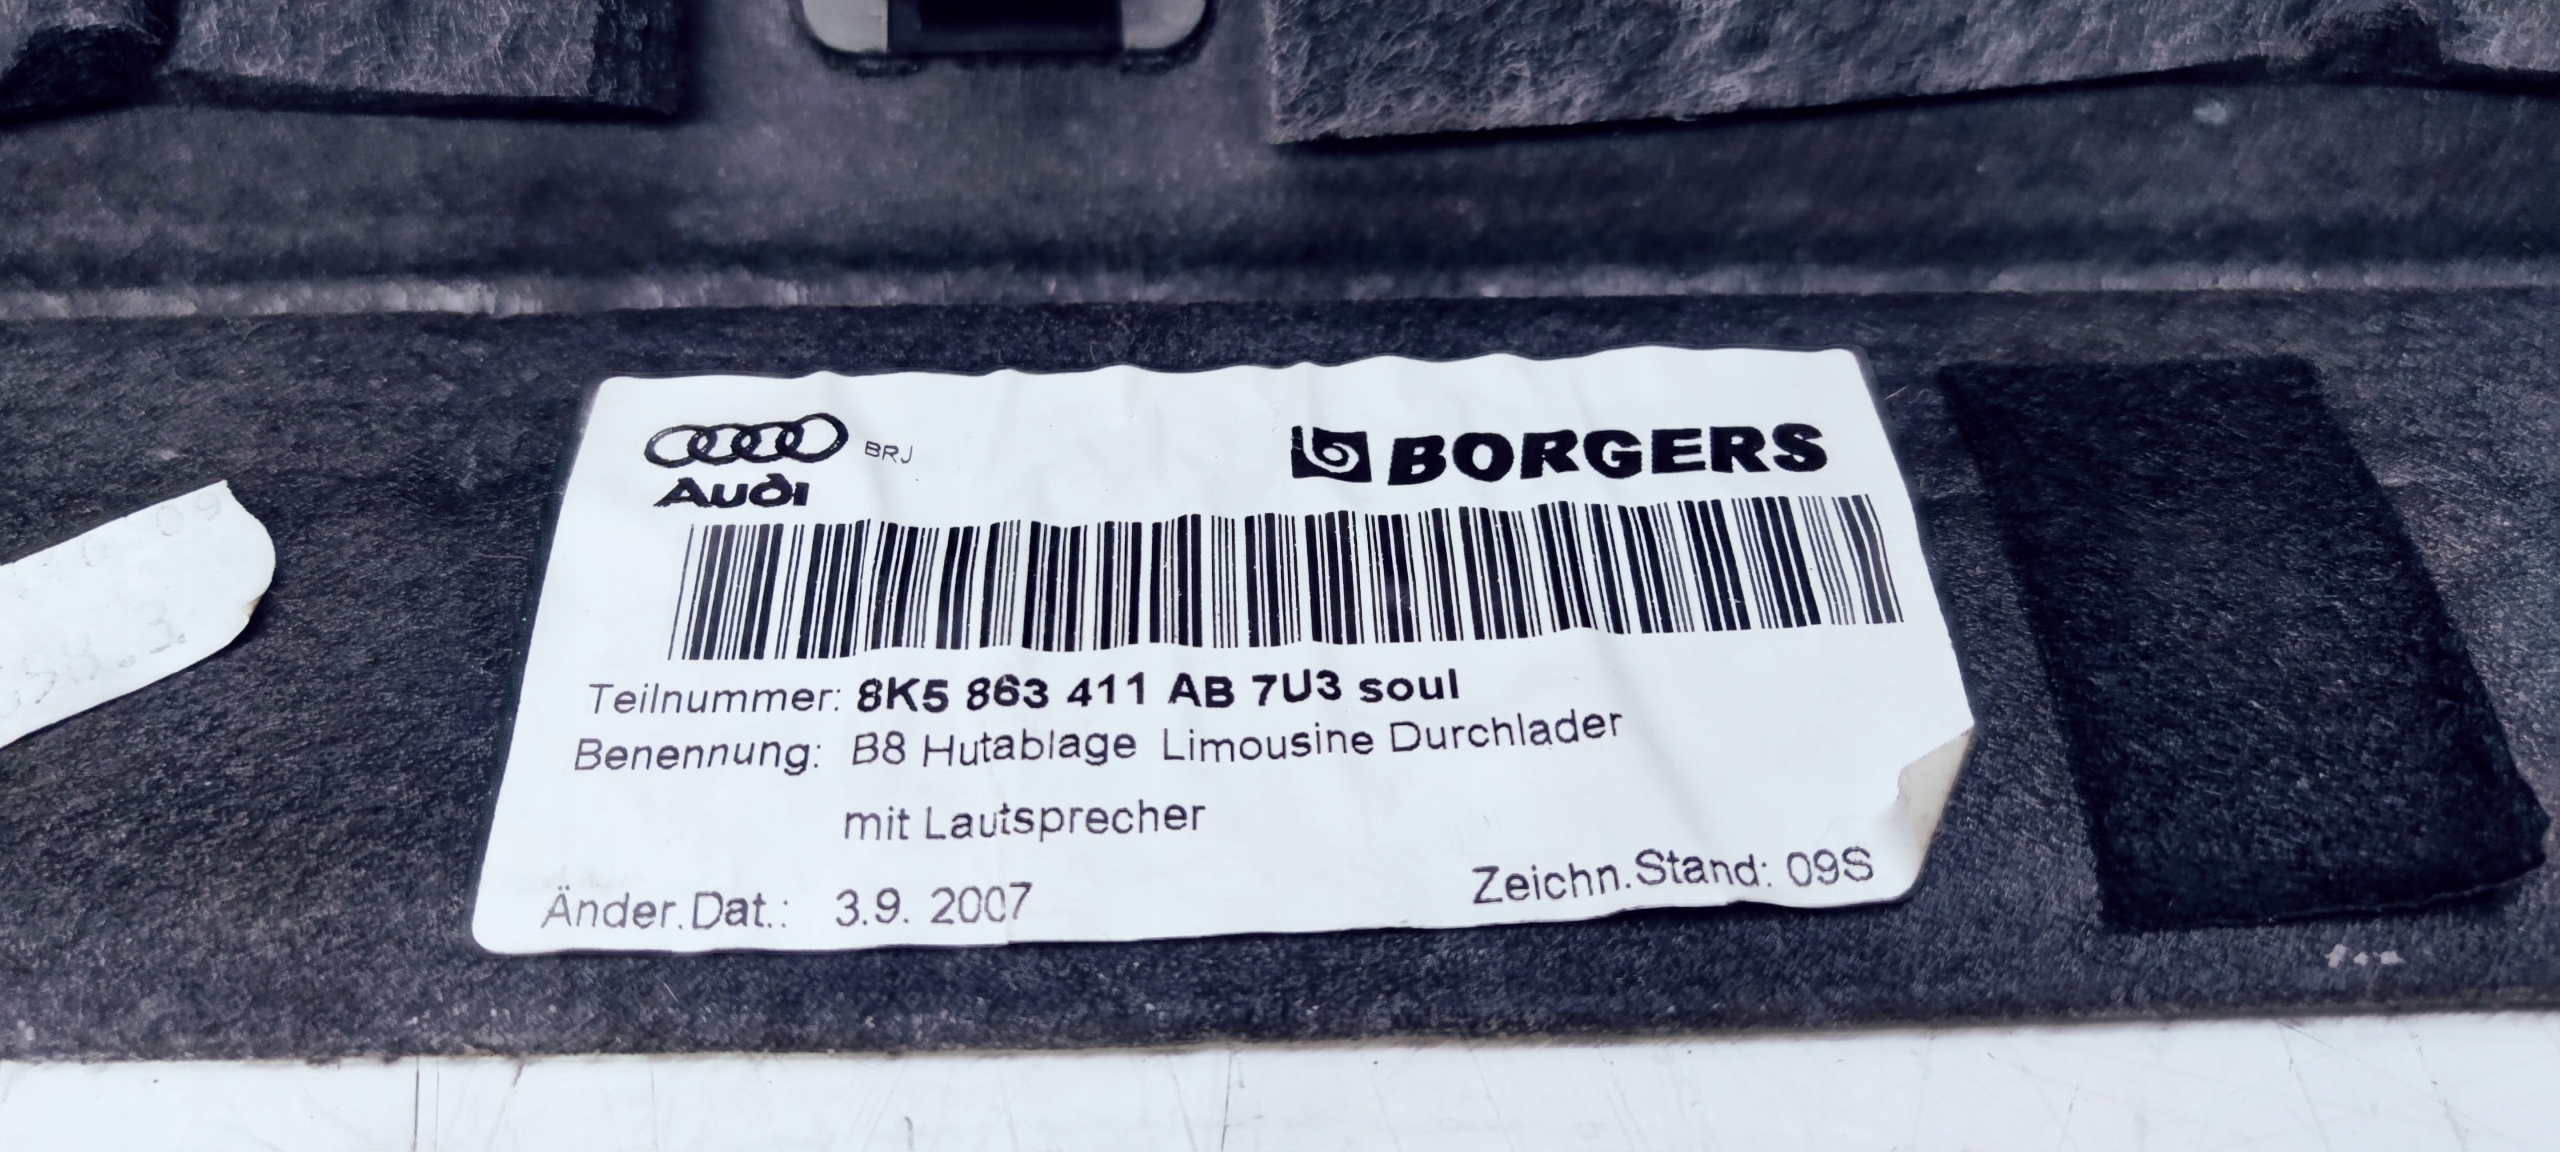 Audi BRJ BORGERS
Teilnummer: 8K5 863 411 AB 7U3 soul
Benennung: B8 Hutablage Limousine Durchlader
mit Lautsprecher
Änder.Dat.: 3.9. 2007 Zeichn.Stand: 09S
09